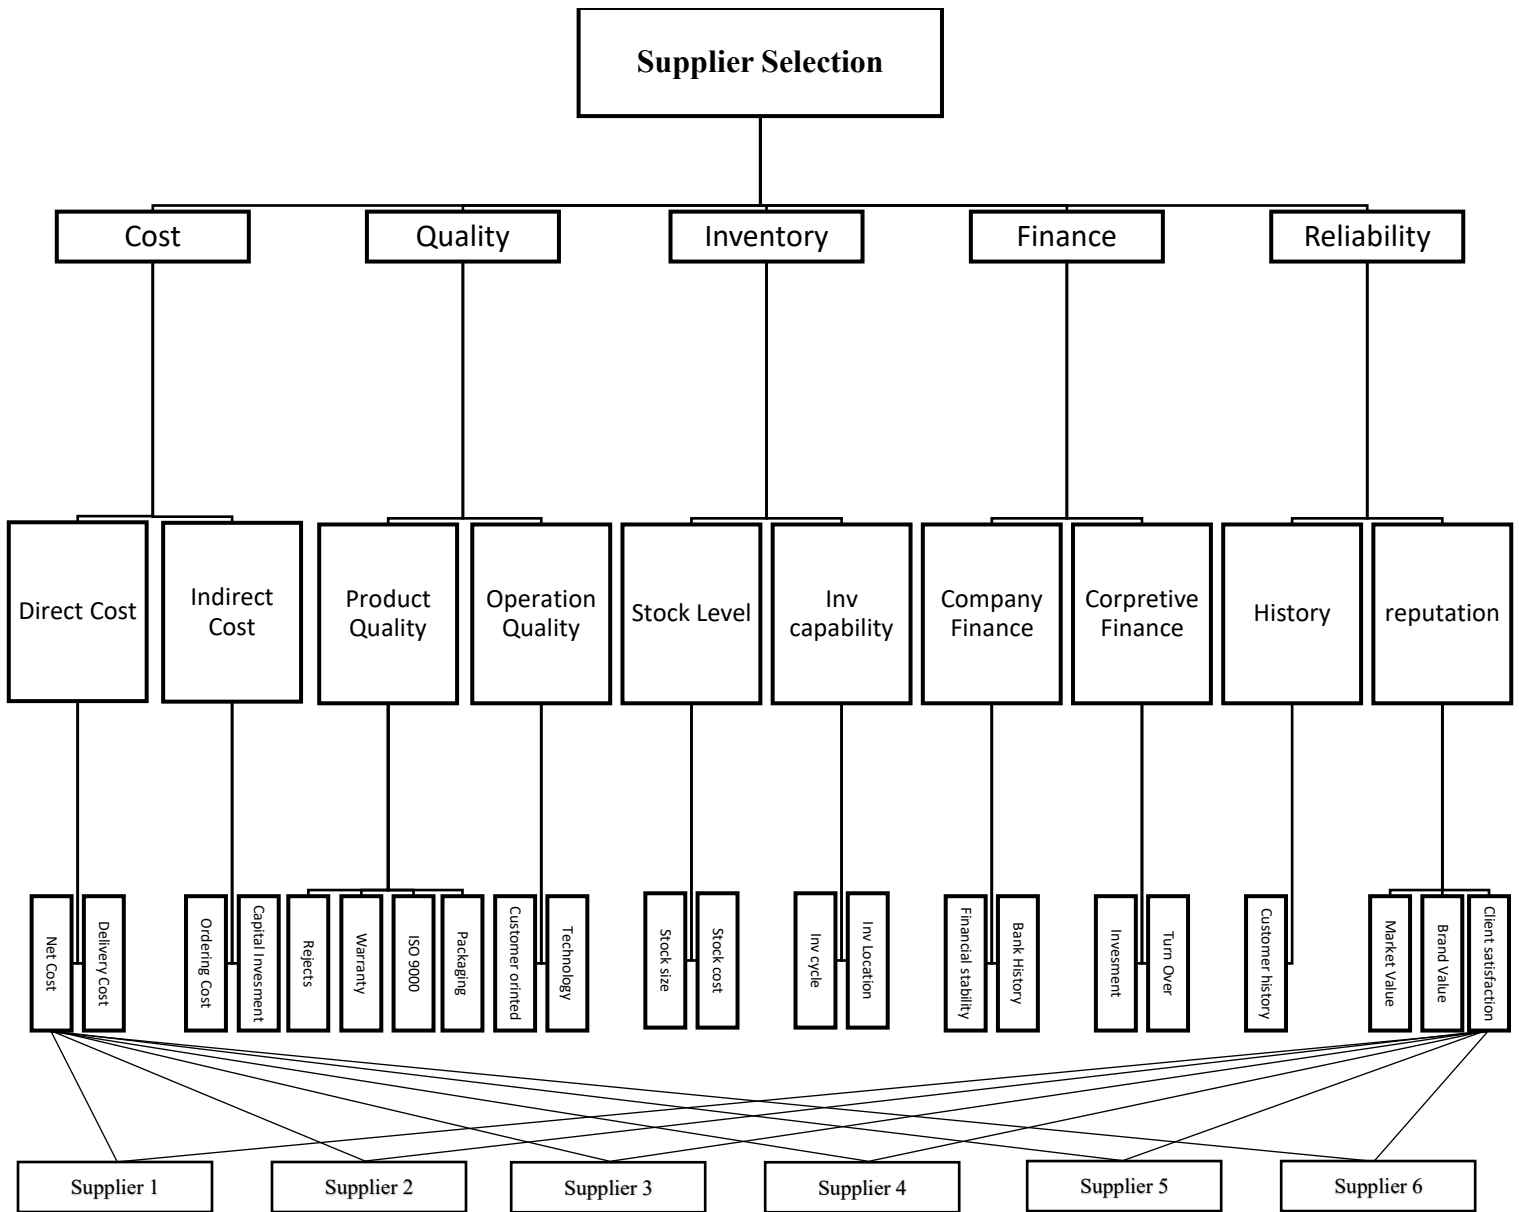 Supplier Selection
Cost
Quality
Inventory
Finance
Reliability
Direct Cost
Indirect
Cost
Product
Quality
Operation
Quality
Stock Level
Inv
capability
Company
Finance
Corpretive
Finance
History
reputation
Net Cost
Delivery Cost
Ordering Cost
Capital Invesment
Rejects
Warranty
ISO 9000
Packaging
Customer orinted
Technology
Stock size
Stock cost
Inv cycle
Inv Location
Financial stability
Bank History
Invesment
Turn Over
Customer history
Market Value
Brand Value
Client satisfaction
Supplier 1
Supplier 2
Supplier 3
Supplier 4
Supplier 5
Supplier 6